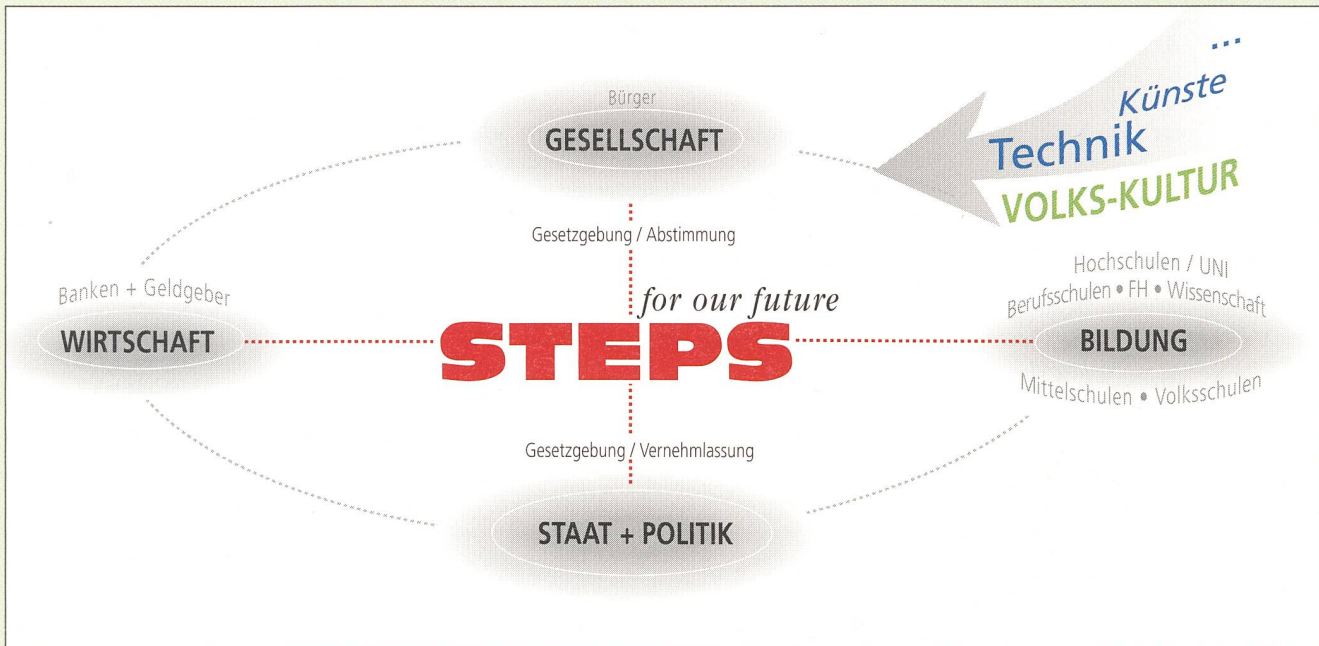 ...
Künste
Technik
VOLKS-KULTUR
Bürger
GESELLSCHAFT
Gesetzgebung / Abstimmung
Hochschulen / UNI
Berufsschulen • FH • Wissenschaft
BILDUNG
Mittelschulen • Volksschulen
Banken + Geldgeber
WIRTSCHAFT
for our future
STEPS
Gesetzgebung / Vernehmlassung
STAAT + POLITIK